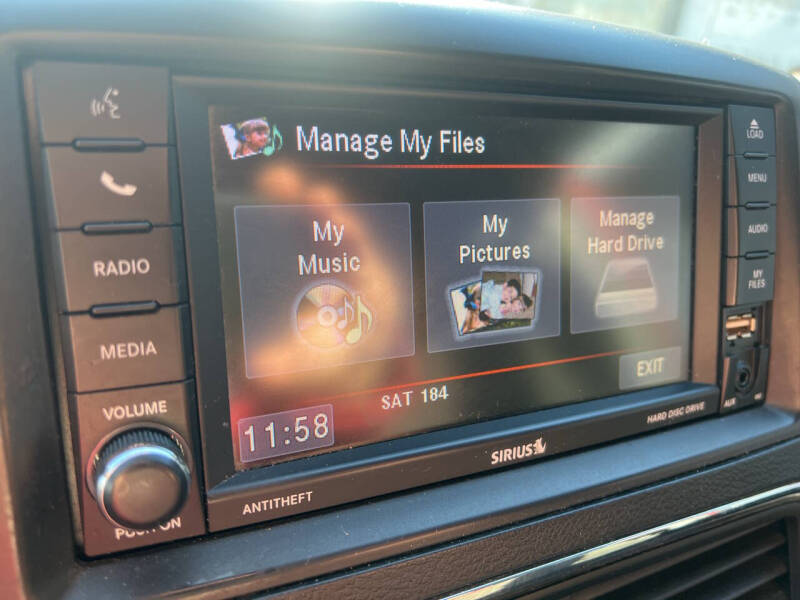 RADIO
MEDIA
VOLUME
PUSH ON
ANTITHEFT
Manage My Files
My
Music
My
Pictures
Manage
Hard Drive
SAT 184
EXIT
11:58
SIRIUS
HARD DISC DRIVE
LOAD
MENU
AUDIO
MY
FILES
AUX